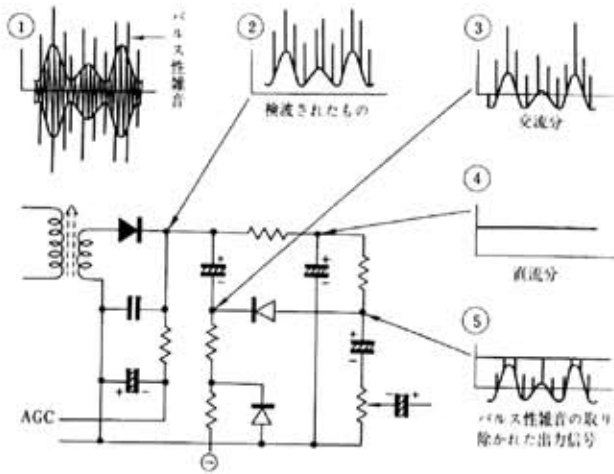 ①
パルス性雑音
②
検波されたもの
③
交流分
④
直流分
⑤
パルス性雑音の取り
除かれた出力信号
AGC
+
-
+
-
+
-
- +
+ -
⊖